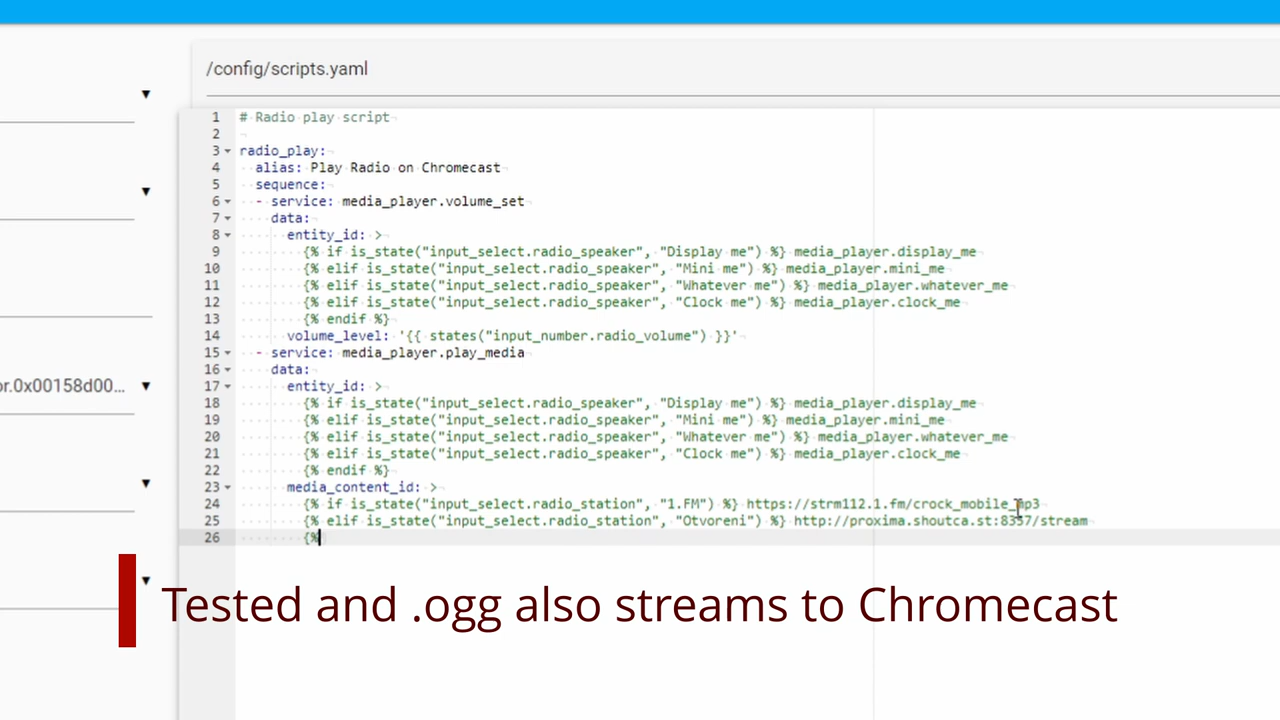 /config/scripts.yaml
1 # Radio play script
2
3 radio_play:
4 alias: Play Radio on Chromecast
5 sequence:
6 - service: media_player.volume_set
7 data:
8 entity_id: >
9 {% if is_state("input_select.radio_speaker", "Display me") %} media_player.display_me
10 {% elif is_state("input_select.radio_speaker", "Mini me") %} media_player.mini_me
11 {% elif is_state("input_select.radio_speaker", "Whatever me") %} media_player.whatever_me
12 {% elif is_state("input_select.radio_speaker", "Clock me") %} media_player.clock_me
13 {% endif %}
14 volume_level: '{{ states("input_number.radio_volume") }}'
15 - service: media_player.play_media
16 data:
or.0x00158d00...
17 entity_id: >
18 {% if is_state("input_select.radio_speaker", "Display me") %} media_player.display_me
19 {% elif is_state("input_select.radio_speaker", "Mini me") %} media_player.mini_me
20 {% elif is_state("input_select.radio_speaker", "Whatever me") %} media_player.whatever_me
21 {% elif is_state("input_select.radio_speaker", "Clock me") %} media_player.clock_me
22 {% endif %}
23 media_content_id: >
24 {% if is_state("input_select.radio_station", "1.FM") %} https://strm112.1.fm/crock_mobile_mp3
25 {% elif is_state("input_select.radio_station", "Otvoreni") %} http://proxima.shoutca.st:8357/stream
26 {%
Tested and .ogg also streams to Chromecast